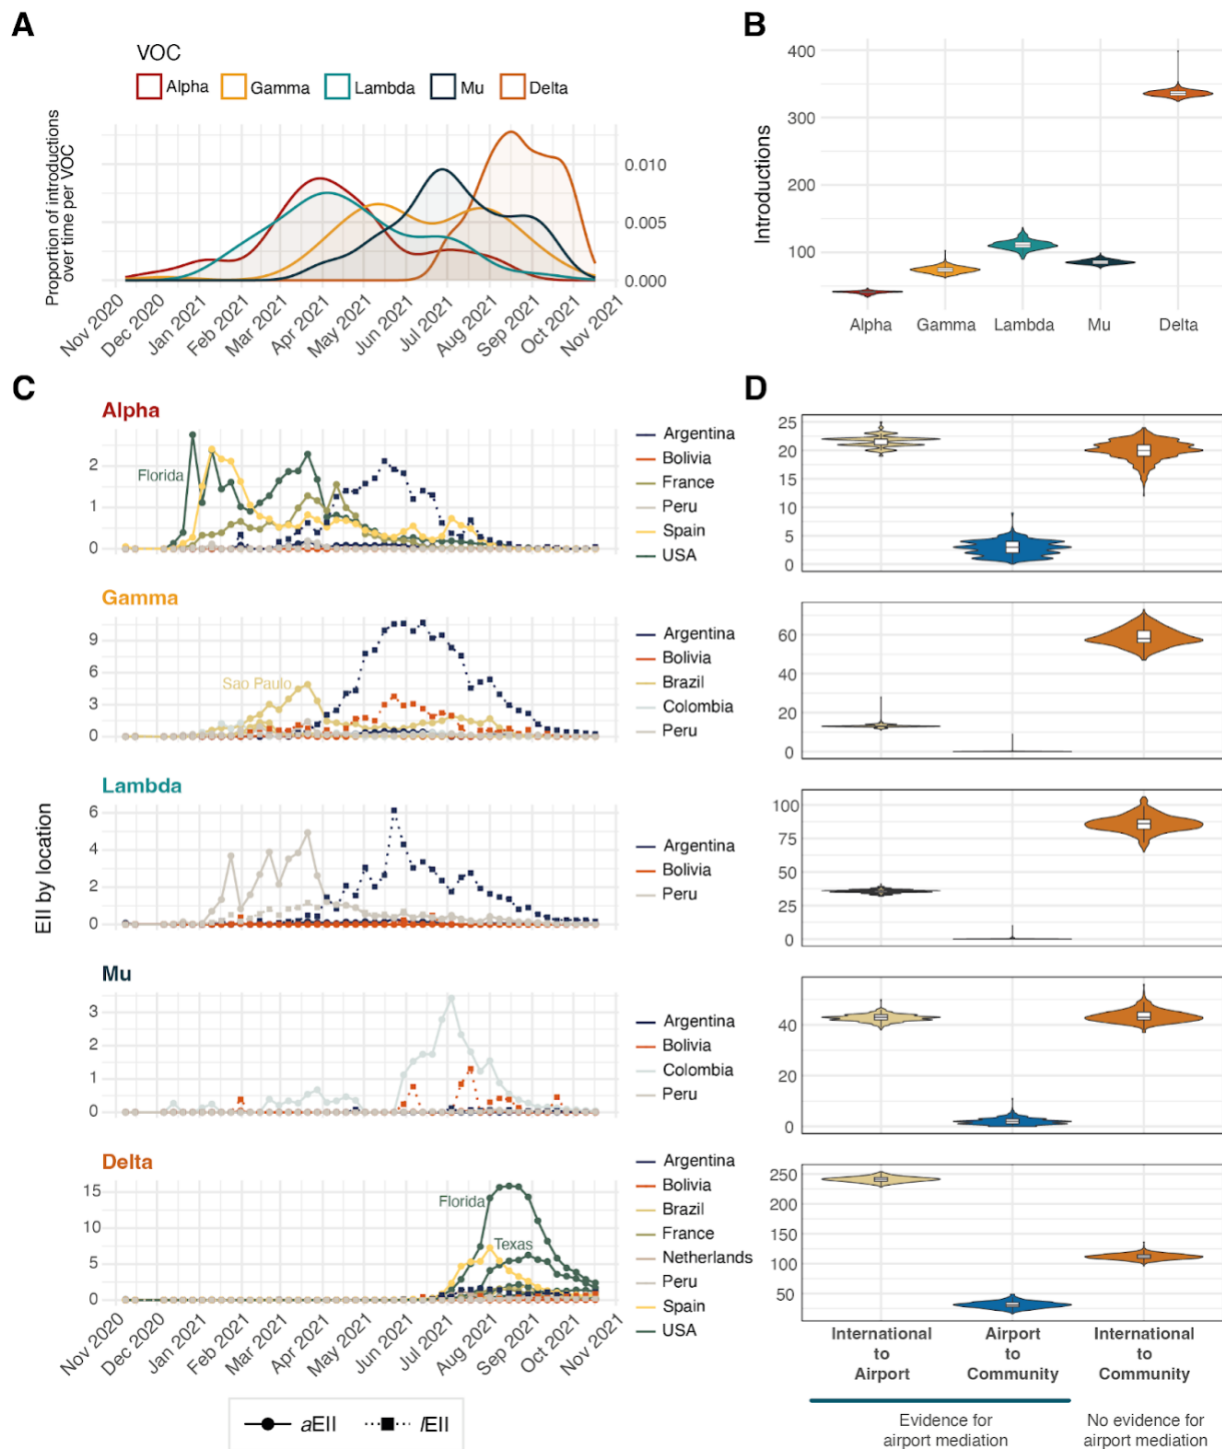 A
VOC
Alpha
Gamma
Lambda
Mu
Delta
Proportion of introductions
over time per VOC
0.010
0.005
0.000
Nov 2020
Dec 2020
Jan 2021
Feb 2021
Mar 2021
Apr 2021
May 2021
Jun 2021
Jul 2021
Aug 2021
Sep 2021
Oct 2021
Nov 2021
B
Introductions
400
300
200
100
Alpha
Gamma
Lambda
Mu
Delta
C
EII by location
Alpha
2
1
0
Florida
Argentina
Bolivia
France
Peru
Spain
USA
Gamma
9
6
3
0
Sao Paulo
Argentina
Bolivia
Brazil
Colombia
Peru
Lambda
6
4
2
0
Argentina
Bolivia
Peru
Mu
3
2
1
0
Argentina
Bolivia
Colombia
Peru
Delta
15
10
5
0
Florida
Texas
Argentina
Bolivia
Brazil
France
Netherlands
Peru
Spain
USA
Nov 2020
Dec 2020
Jan 2021
Feb 2021
Mar 2021
Apr 2021
May 2021
Jun 2021
Jul 2021
Aug 2021
Sep 2021
Oct 2021
Nov 2021
aEII
lEII
D
25
20
15
10
5
0
60
40
20
0
100
75
50
25
0
40
20
0
250
200
150
100
50
International
to
Airport
Airport
to
Community
International
to
Community
Evidence for
airport mediation
No evidence for
airport mediation